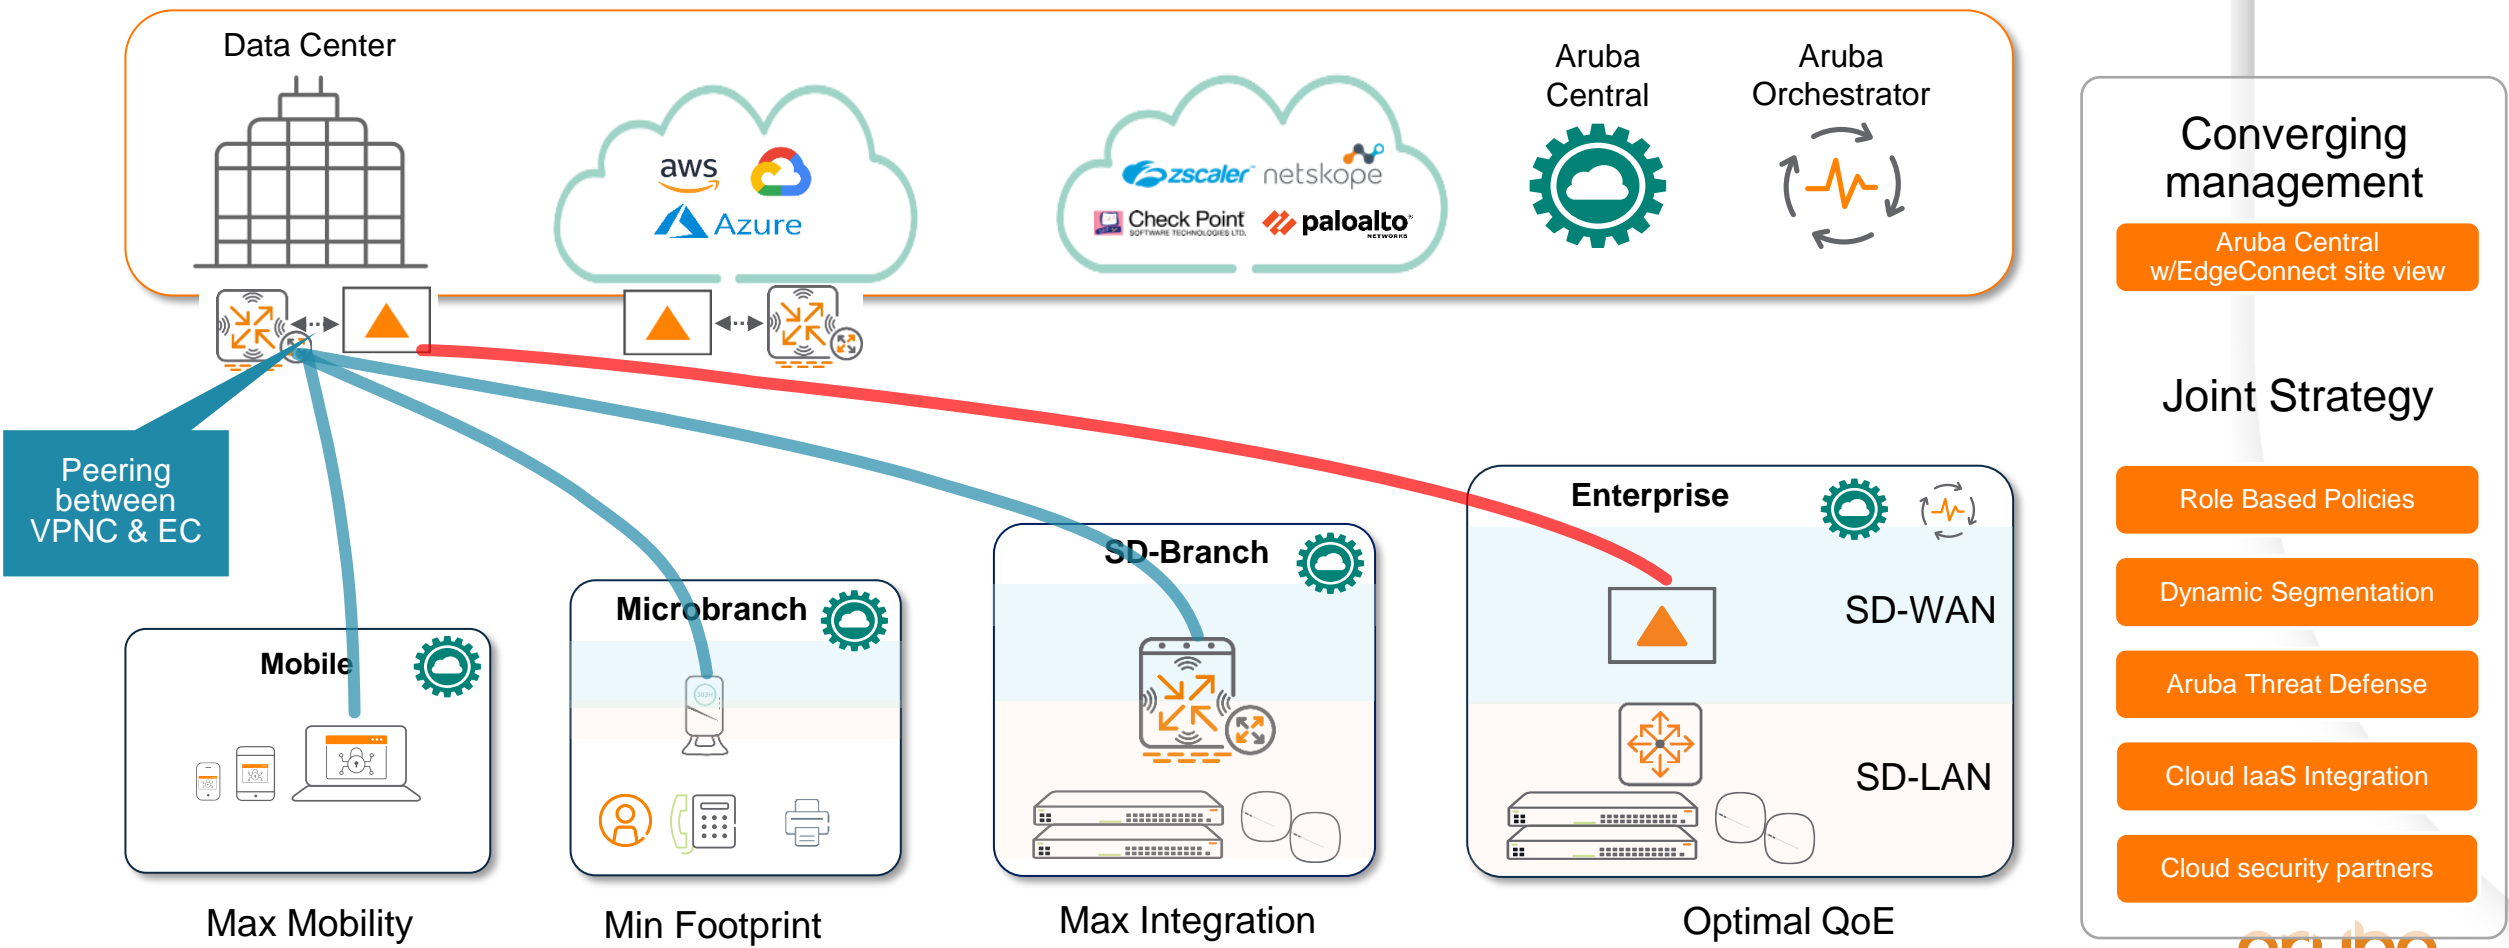 Data Center
Aruba
Central
Aruba
Orchestrator
aws
Azure
zscaler™
netskope
Check Point
SOFTWARE TECHNOLOGIES LTD.
paloalto®
NETWORKS
Peering
between
VPNC & EC
Mobile
Microbranch
SD-Branch
Enterprise
SD-WAN
SD-LAN
Max Mobility
Min Footprint
Max Integration
Optimal QoE
Converging
management
Aruba Central
w/EdgeConnect site view
Joint Strategy
Role Based Policies
Dynamic Segmentation
Aruba Threat Defense
Cloud IaaS Integration
Cloud security partners
aruba